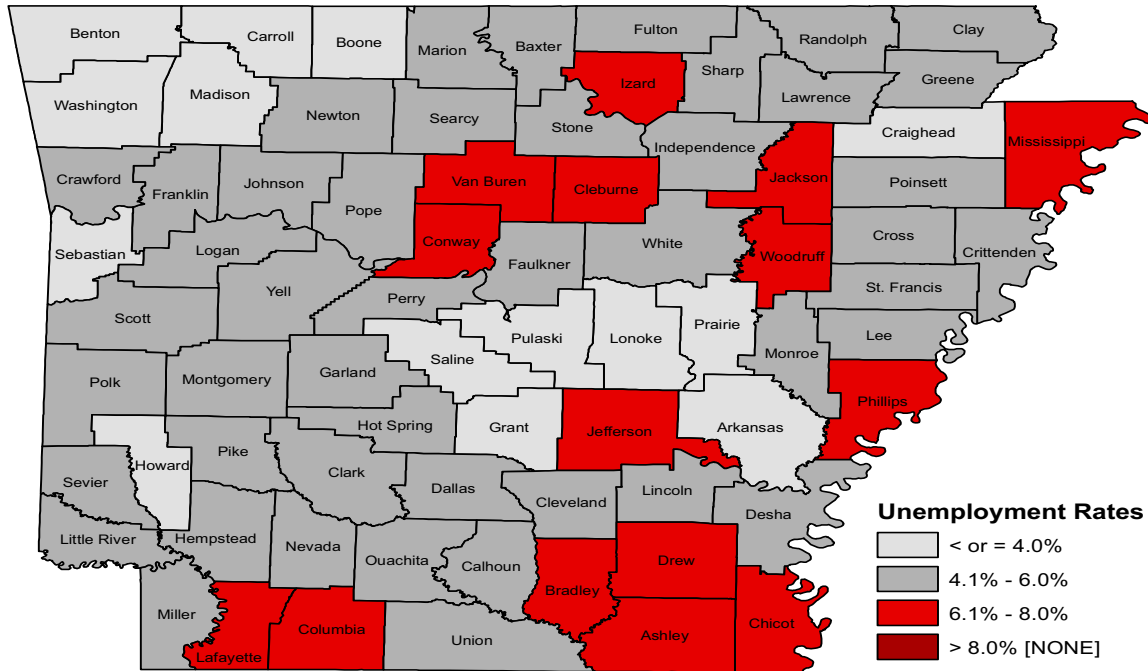 Benton
Carroll
Boone
Marion
Baxter
Fulton
Randolph
Clay
Izard
Sharp
Greene
Lawrence
Washington
Madison
Newton
Searcy
Stone
Independence
Craighead
Mississippi
Crawford
Franklin
Johnson
Pope
Van Buren
Cleburne
Jackson
Poinsett
Sebastian
Logan
Conway
Faulkner
White
Woodruff
Cross
Crittenden
Yell
Perry
St. Francis
Scott
Saline
Pulaski
Lonoke
Prairie
Monroe
Lee
Polk
Montgomery
Garland
Hot Spring
Grant
Jefferson
Arkansas
Phillips
Howard
Pike
Clark
Sevier
Dallas
Cleveland
Lincoln
Desha
Little River
Hempstead
Nevada
Ouachita
Calhoun
Bradley
Drew
Miller
Lafayette
Columbia
Union
Ashley
Chicot
Unemployment Rates
< or = 4.0%
4.1% - 6.0%
6.1% - 8.0%
> 8.0% [NONE]